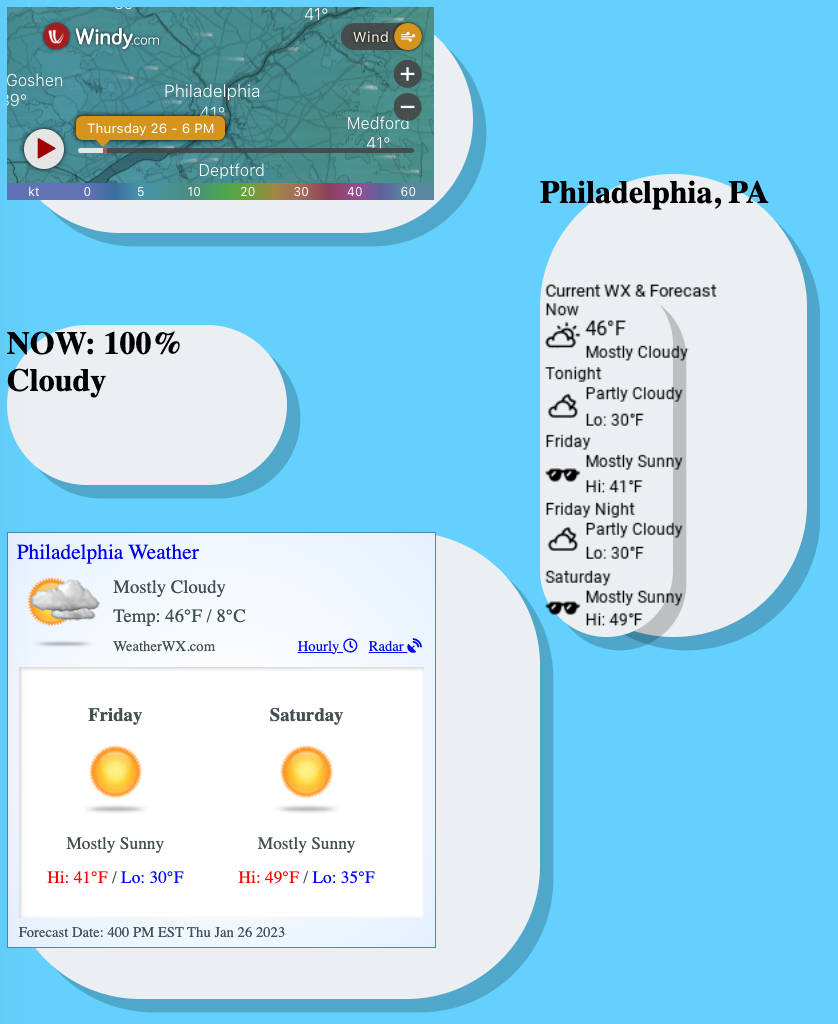 41°
Windy.com
Wind
Goshen
39°
Philadelphia
41°
+
−
Thursday 26 - 6 PM
Medford
41°
Deptford
kt 0 5 10 20 30 40 60
Philadelphia, PA
Current WX & Forecast
Now
46°F
Mostly Cloudy
Tonight
Partly Cloudy
Lo: 30°F
Friday
Mostly Sunny
Hi: 41°F
Friday Night
Partly Cloudy
Lo: 30°F
Saturday
Mostly Sunny
Hi: 49°F
NOW: 100%
Cloudy
Philadelphia Weather
Mostly Cloudy
Temp: 46°F / 8°C
WeatherWX.com Hourly Radar
Friday Saturday
Mostly Sunny Mostly Sunny
Hi: 41°F / Lo: 30°F Hi: 49°F / Lo: 35°F
Forecast Date: 400 PM EST Thu Jan 26 2023